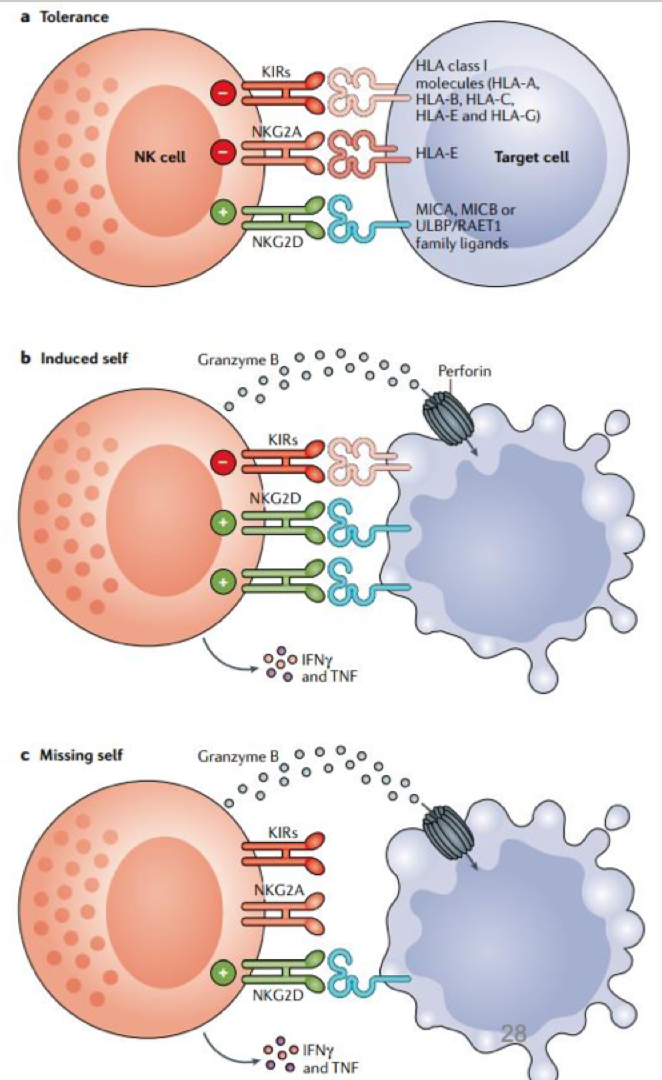 a Tolerance
KIRs
HLA class I
molecules (HLA-A,
HLA-B, HLA-C,
HLA-E and HLA-G)
–
NKG2A
NK cell
–
HLA-E
Target cell
+
MICA, MICB or
ULBP/RAET1
family ligands
NKG2D
b Induced self
Granzyme B
Perforin
KIRs
–
NKG2D
+
+
IFNγ
and TNF
c Missing self
Granzyme B
KIRs
NKG2A
+
NKG2D
28
IFNγ
and TNF